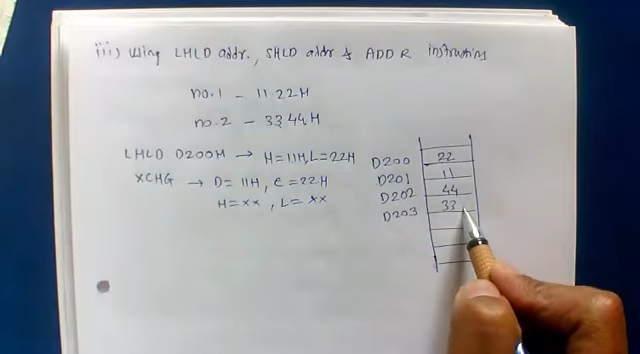 iii) Using LHLD addr., SHLD addr & ADD R instructions
no.1 - 1122H
no.2 - 3344H
LHLD D200H → H=11H, L=22H
XCHG → D= 11H, E=22H
H=xx, L= xx
D200 22
D201 11
D202 44
D203 33